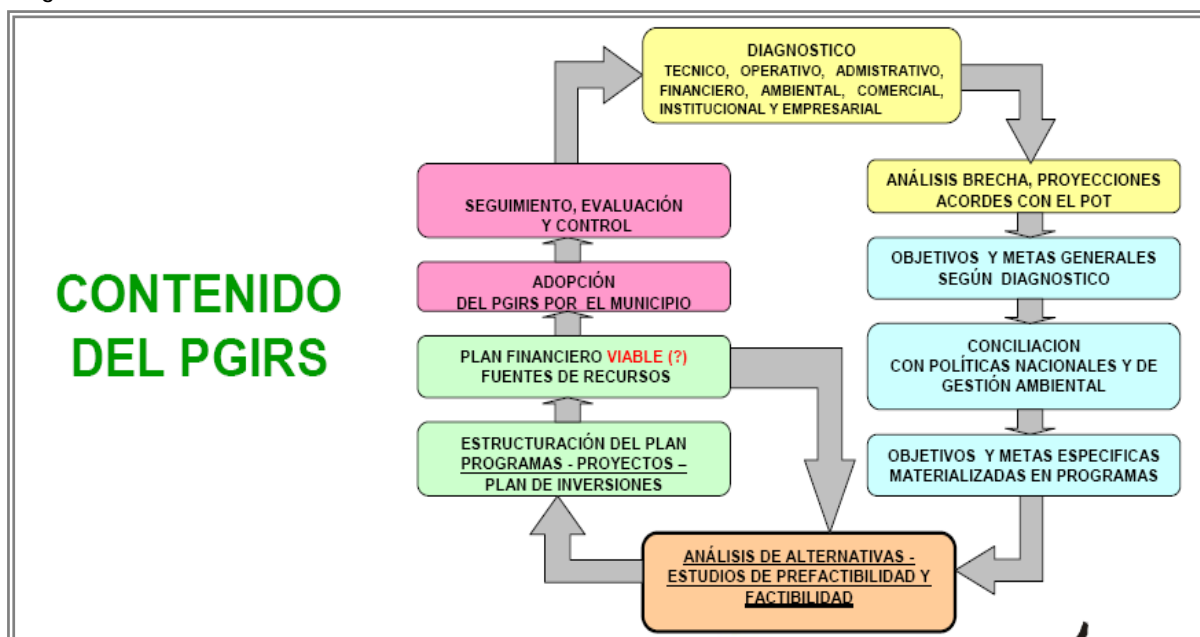 CONTENIDO
DEL PGIRS
DIAGNOSTICO
TECNICO, OPERATIVO, ADMISTRATIVO,
FINANCIERO, AMBIENTAL, COMERCIAL,
INSTITUCIONAL Y EMPRESARIAL
ANÁLISIS BRECHA, PROYECCIONES
ACORDES CON EL POT
OBJETIVOS Y METAS GENERALES
SEGÚN DIAGNOSTICO
CONCILIACION
CON POLÍTICAS NACIONALES Y DE
GESTIÓN AMBIENTAL
OBJETIVOS Y METAS ESPECIFICAS
MATERIALIZADAS EN PROGRAMAS
ANÁLISIS DE ALTERNATIVAS -
ESTUDIOS DE PREFACTIBILIDAD Y
FACTIBILIDAD
ESTRUCTURACIÓN DEL PLAN
PROGRAMAS - PROYECTOS –
PLAN DE INVERSIONES
PLAN FINANCIERO VIABLE (?)
FUENTES DE RECURSOS
ADOPCIÓN
DEL PGIRS POR EL MUNICIPIO
SEGUIMIENTO, EVALUACIÓN
Y CONTROL